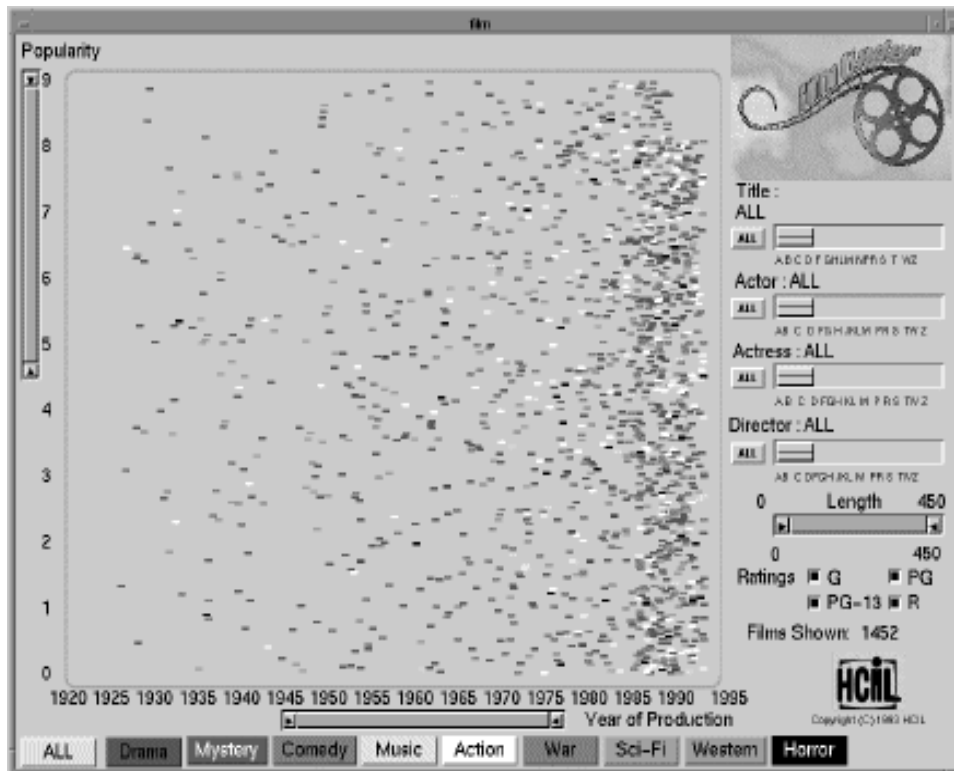 film
Popularity
9
8
7
6
5
4
3
2
1
0
1920 1925 1930 1935 1940 1945 1950 1955 1960 1965 1970 1975 1980 1985 1990 1995
Year of Production
ALL Drama Mystery Comedy Music Action War Sci-Fi Western Horror
Title :
ALL
ALL
Actor : ALL
ALL
Actress : ALL
ALL
Director : ALL
ALL
0 Length 450
0 450
Ratings G PG
PG-13 R
Films Shown: 1452
HCIL
Copyright (C) 1993 HCIL